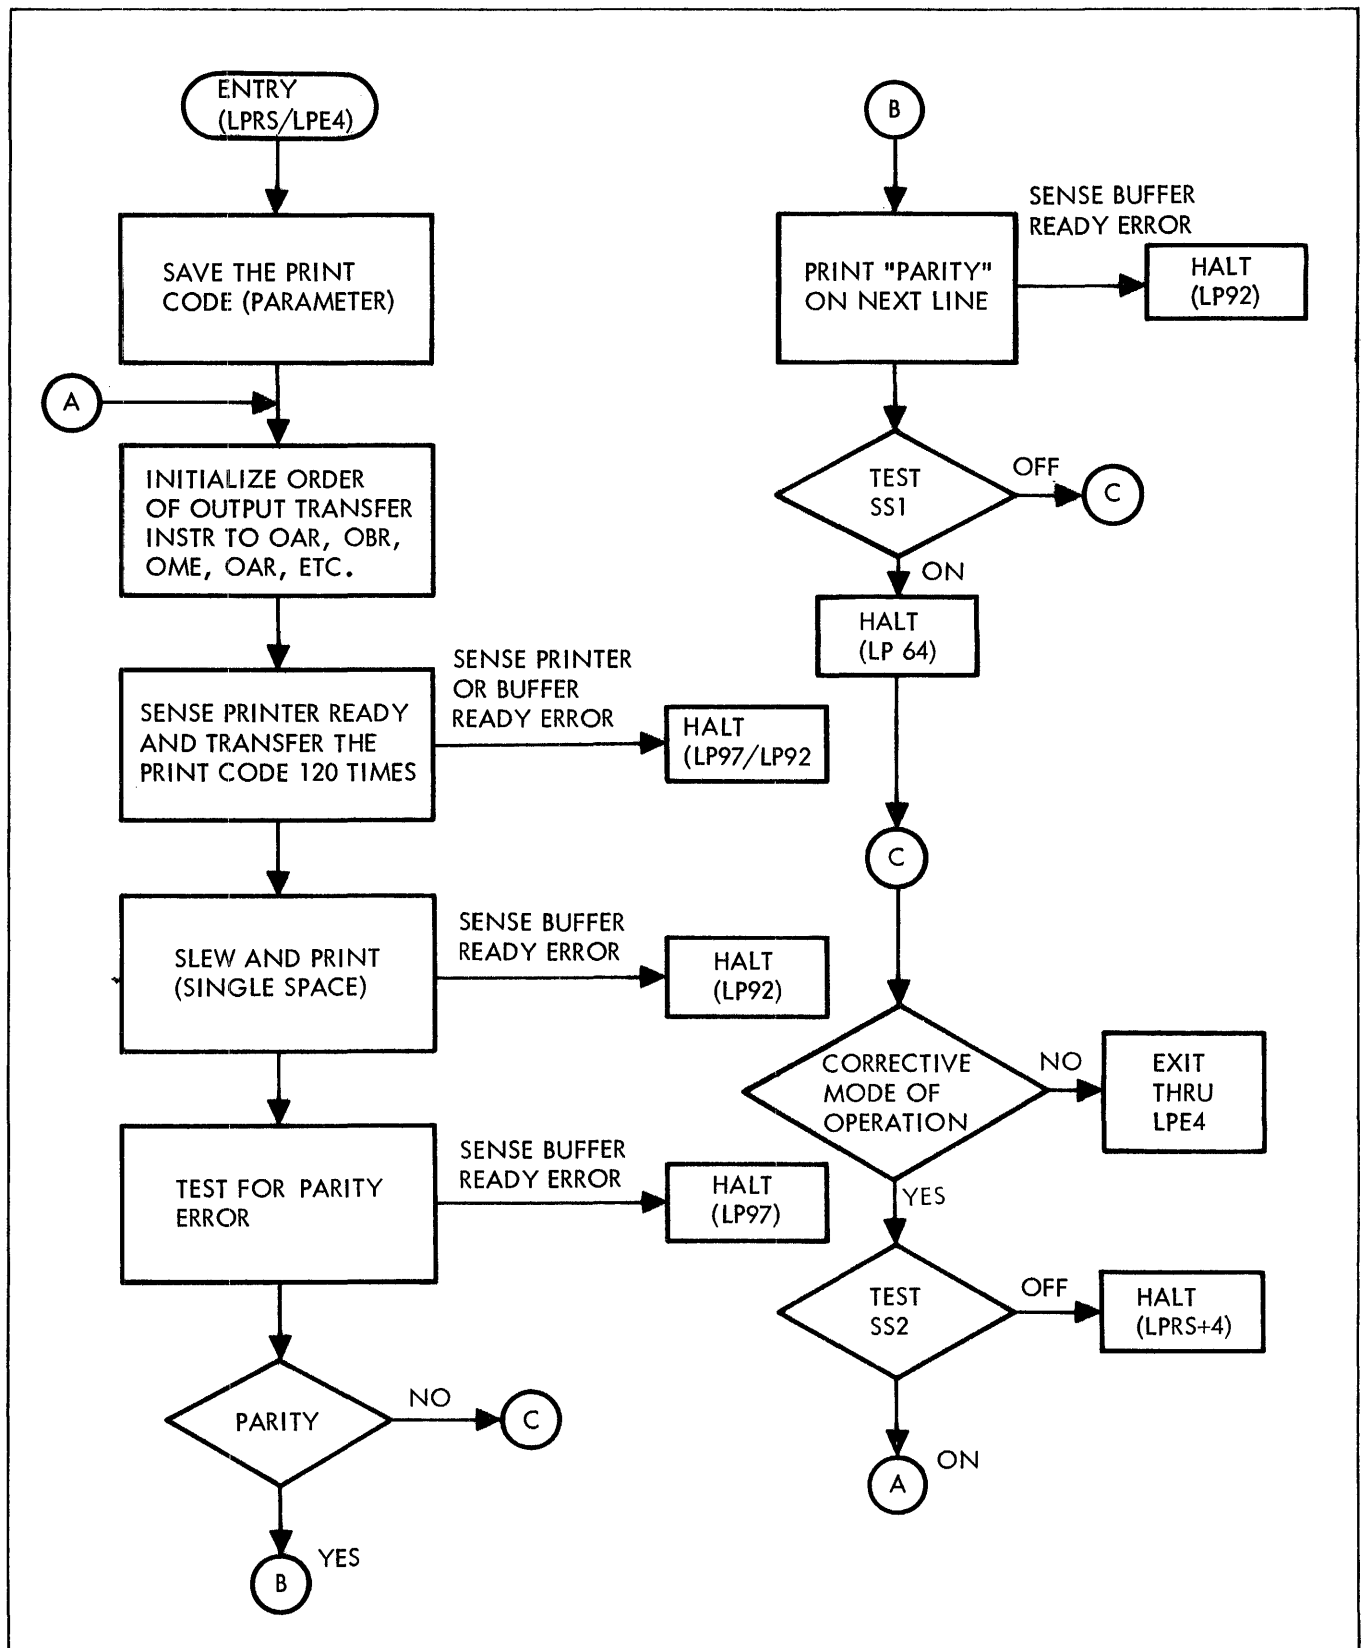 ENTRY
(LPRS/LPE4)
SAVE THE PRINT
CODE (PARAMETER)
A
INITIALIZE ORDER
OF OUTPUT TRANSFER
INSTR TO OAR, OBR,
OME, OAR, ETC.
SENSE PRINTER READY
AND TRANSFER THE
PRINT CODE 120 TIMES
SENSE PRINTER
OR BUFFER
READY ERROR
HALT
(LP97/LP92
SLEW AND PRINT
(SINGLE SPACE)
SENSE BUFFER
READY ERROR
HALT
(LP92)
TEST FOR PARITY
ERROR
SENSE BUFFER
READY ERROR
HALT
(LP97)
PARITY
NO
C
YES
B
B
PRINT "PARITY"
ON NEXT LINE
SENSE BUFFER
READY ERROR
HALT
(LP92)
TEST
SS1
OFF
C
ON
HALT
(LP 64)
C
CORRECTIVE
MODE OF
OPERATION
NO
EXIT
THRU
LPE4
YES
TEST
SS2
OFF
HALT
(LPRS+4)
ON
A